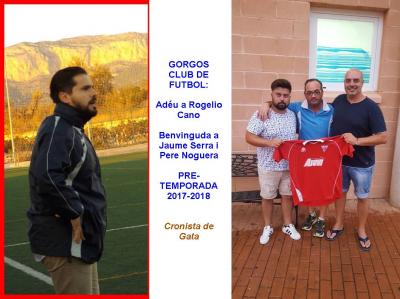 GORGOS
CLUB DE
FUTBOL:
Adéu a Rogelio
Cano
Benvinguda a
Jaume Serra i
Pere Noguera
PRE-
TEMPORADA
2017-2018
Cronista de
Gata